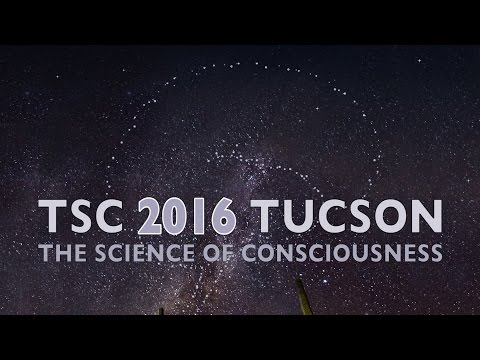 TSC 2016 TUCSON
THE SCIENCE OF CONSCIOUSNESS